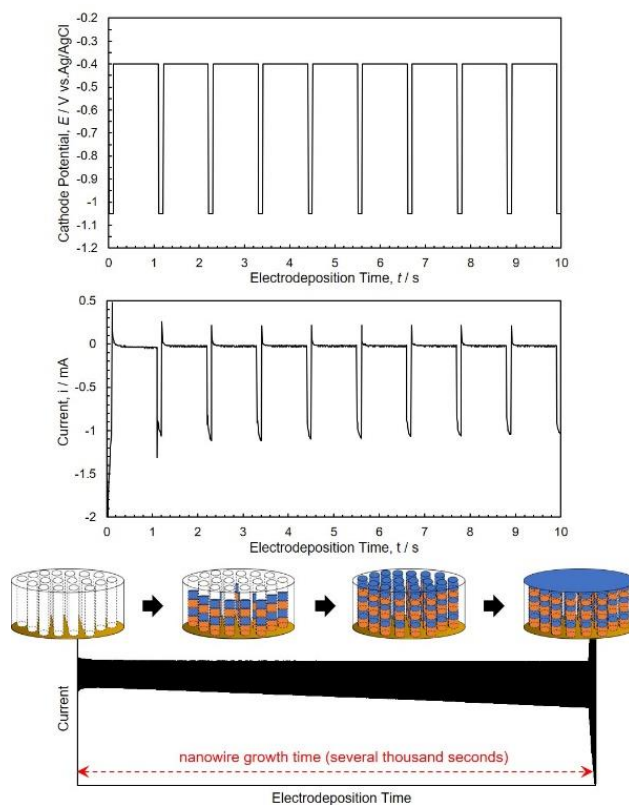 -0.2
-0.3
-0.4
-0.5
-0.6
-0.7
-0.8
-0.9
-1
-1.1
-1.2
Cathode Potential, E / V vs.Ag/AgCl
0 1 2 3 4 5 6 7 8 9 10
Electrodeposition Time, t / s
0.5
0
-0.5
-1
-1.5
-2
Current, i / mA
0 1 2 3 4 5 6 7 8 9 10
Electrodeposition Time, t / s
Current
nanowire growth time (several thousand seconds)
Electrodeposition Time